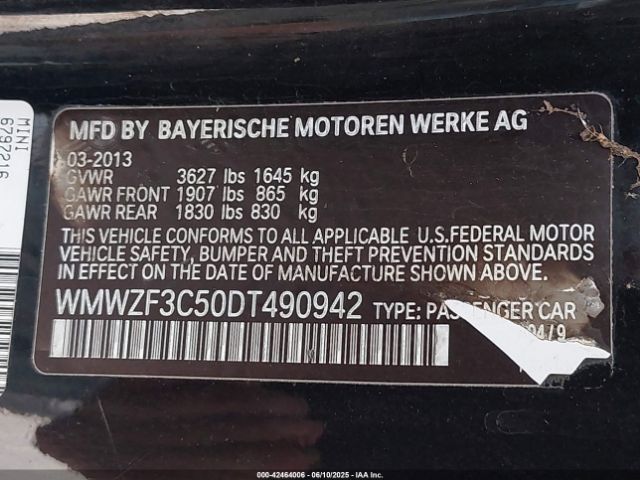 MFD BY BAYERISCHE MOTOREN WERKE AG
03-2013
GVWR 3627 lbs 1645 kg
GAWR FRONT 1907 lbs 865 kg
GAWR REAR 1830 lbs 830 kg
THIS VEHICLE CONFORMS TO ALL APPLICABLE U.S.FEDERAL MOTOR
VEHICLE SAFETY, BUMPER AND THEFT PREVENTION STANDARDS
IN EFFECT ON THE DATE OF MANUFACTURE SHOWN ABOVE.
WMWZF3C50DT490942 TYPE: PASSENGER CAR
04/9
MINI
6797216
000-42464006 06/10/2025 - IAA, Inc.